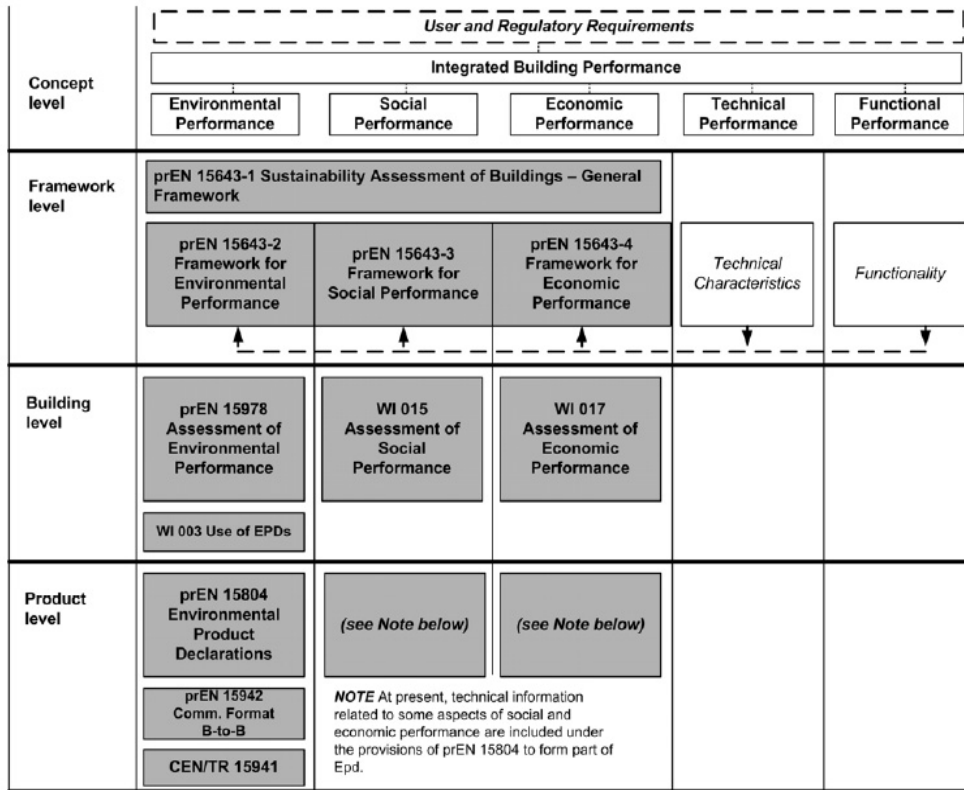 User and Regulatory Requirements
Integrated Building Performance
Concept
level
Environmental
Performance
Social
Performance
Economic
Performance
Technical
Performance
Functional
Performance
Framework
level
prEN 15643-1 Sustainability Assessment of Buildings – General
Framework
prEN 15643-2
Framework for
Environmental
Performance
prEN 15643-3
Framework for
Social Performance
prEN 15643-4
Framework for
Economic
Performance
Technical
Characteristics
Functionality
Building
level
prEN 15978
Assessment of
Environmental
Performance
WI 015
Assessment of
Social
Performance
WI 017
Assessment of
Economic
Performance
WI 003 Use of EPDs
Product
level
prEN 15804
Environmental
Product
Declarations
(see Note below)
(see Note below)
prEN 15942
Comm. Format
B-to-B
CEN/TR 15941
NOTE At present, technical information
related to some aspects of social and
economic performance are included under
the provisions of prEN 15804 to form part of
Epd.